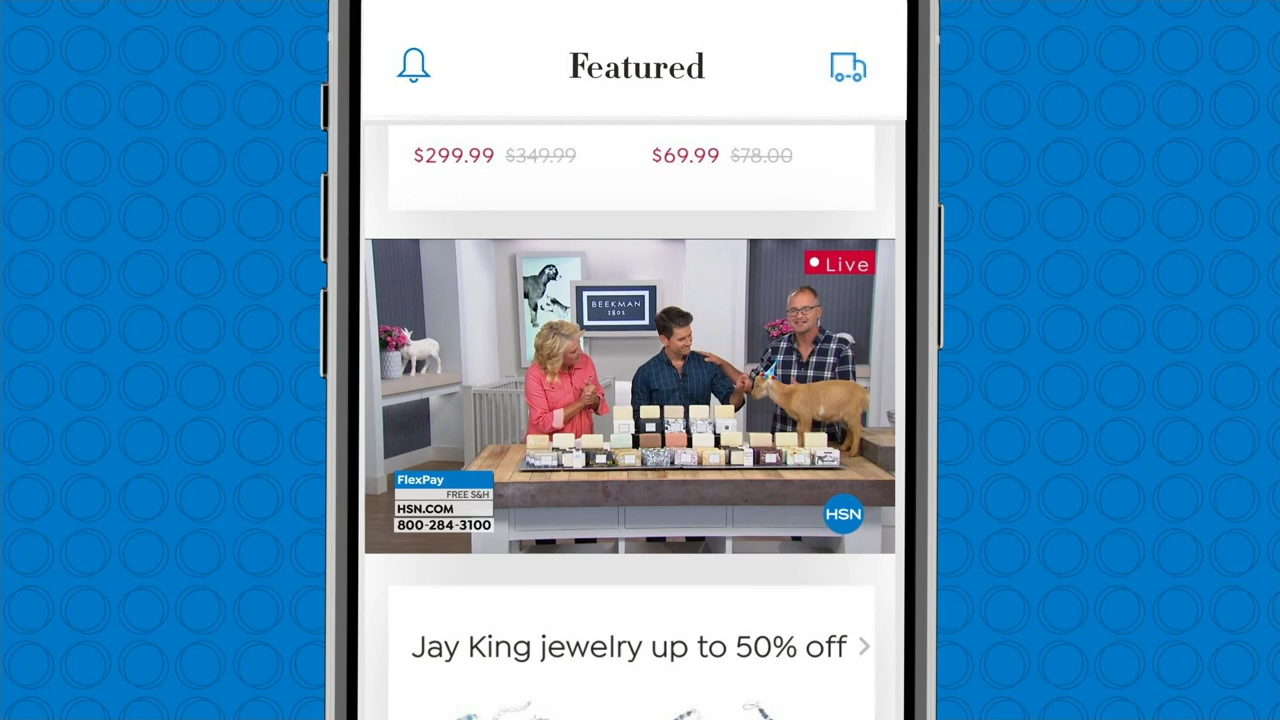 Featured
$299.99 $349.99 $69.99 $78.00
Live
BEEKMAN
1802
FlexPay
FREE S&H
HSN.COM
800-284-3100
HSN
Jay King jewelry up to 50% off